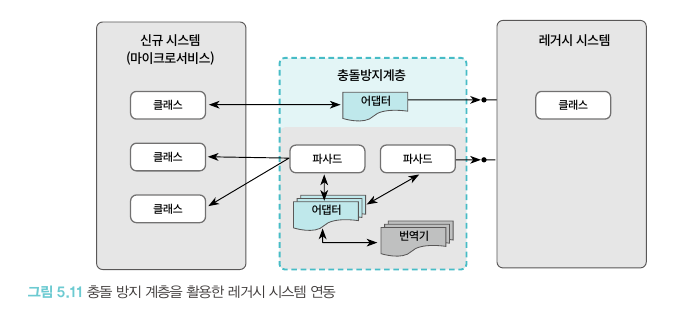 신규 시스템
(마이크로서비스)
클래스
클래스
클래스
충돌방지계층
어댑터
파사드
파사드
어댑터
번역기
레거시 시스템
클래스
그림 5.11 충돌 방지 계층을 활용한 레거시 시스템 연동